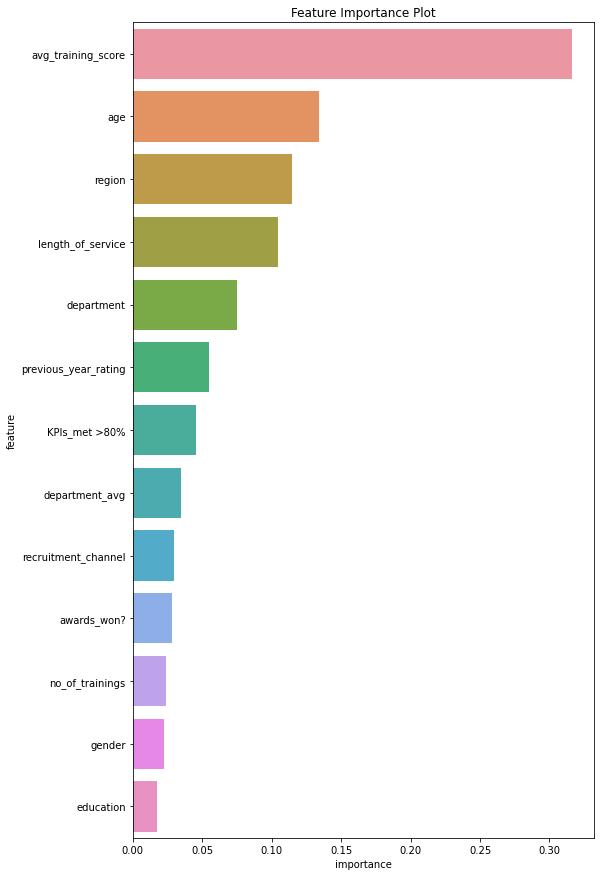 Feature Importance Plot
avg_training_score
age
region
length_of_service
department
previous_year_rating
KPIs_met >80%
department_avg
recruitment_channel
awards_won?
no_of_trainings
gender
education
feature
0.00 0.05 0.10 0.15 0.20 0.25 0.30
importance